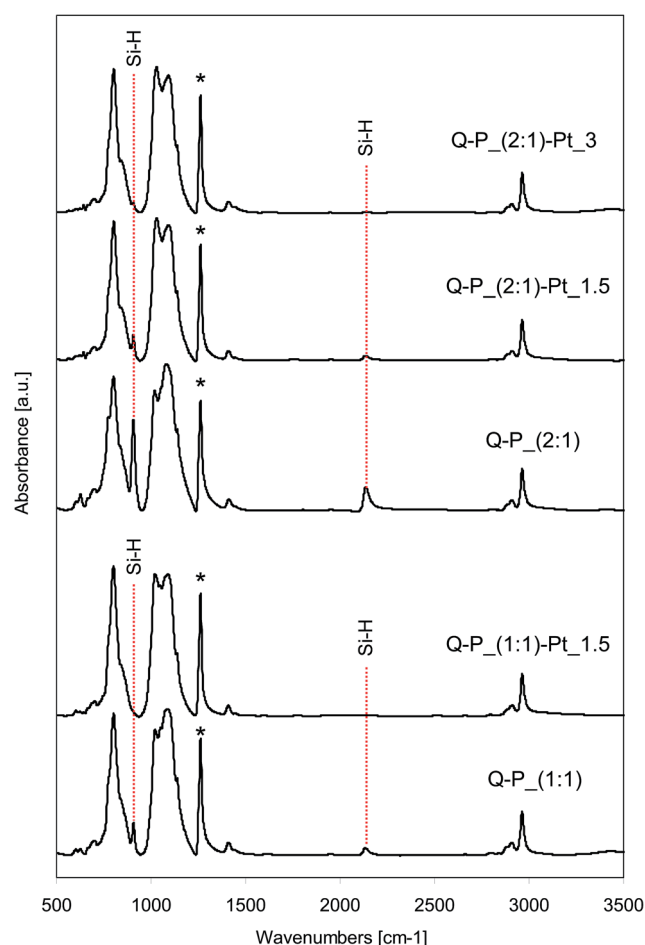 Si-H
*
Si-H
Q-P_(2:1)-Pt_3
*
Q-P_(2:1)-Pt_1.5
*
Q-P_(2:1)
Absorbance [a.u.]
Si-H
*
Si-H
Q-P_(1:1)-Pt_1.5
*
Q-P_(1:1)
500 1000 1500 2000 2500 3000 3500
Wavenumbers [cm-1]